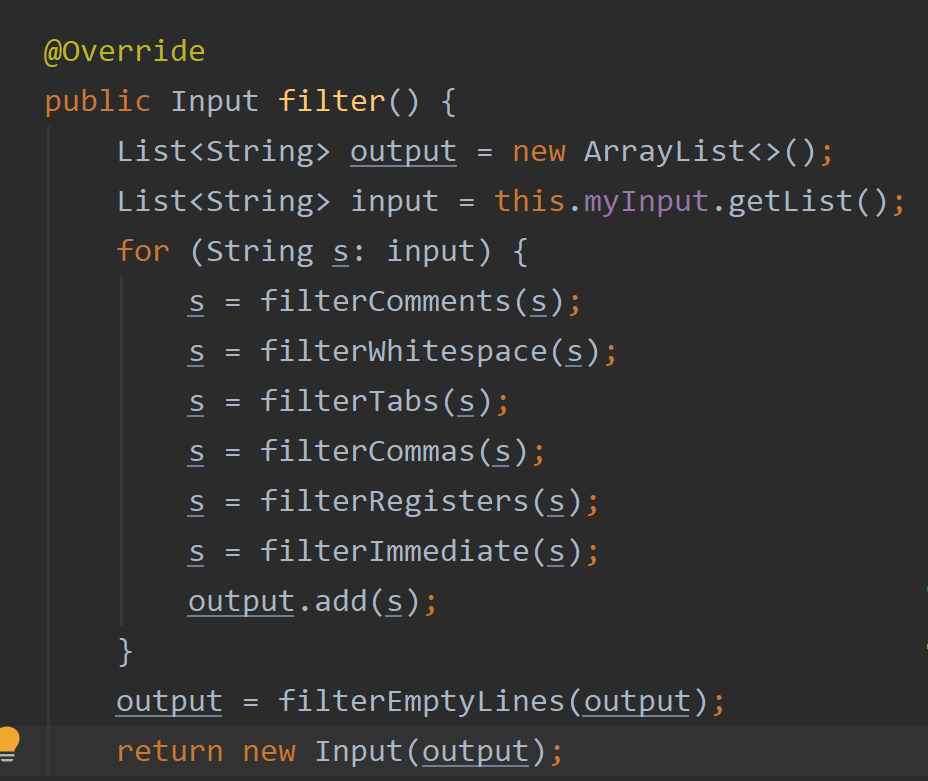 @Override
public Input filter() {
List<String> output = new ArrayList<>();
List<String> input = this.myInput.getList();
for (String s: input) {
s = filterComments(s);
s = filterWhitespace(s);
s = filterTabs(s);
s = filterCommas(s);
s = filterRegisters(s);
s = filterImmediate(s);
output.add(s);
}
output = filterEmptyLines(output);
return new Input(output);